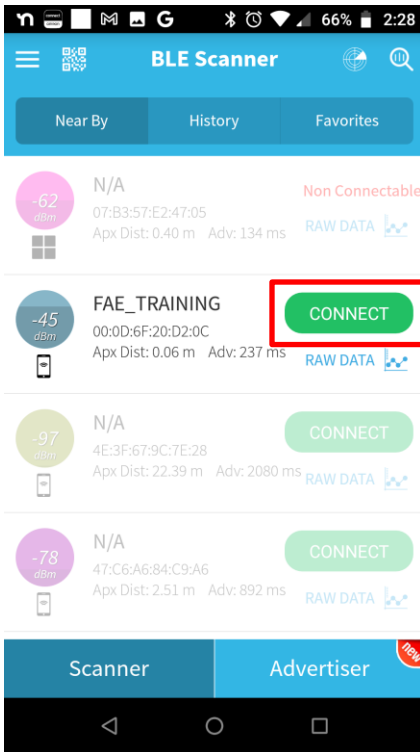 66% 2:28
BLE Scanner
Near By History Favorites
-62
dBm
N/A
Non Connectable
07:B3:57:E2:47:05
Apx Dist: 0.40 m Adv: 134 ms
RAW DATA
-45
dBm
FAE_TRAINING
CONNECT
00:0D:6F:20:D2:0C
Apx Dist: 0.06 m Adv: 237 ms
RAW DATA
-97
dBm
N/A
CONNECT
4E:3F:67:9C:7E:28
Apx Dist: 22.39 m Adv: 2080 ms
RAW DATA
-78
dBm
N/A
CONNECT
47:C6:A6:84:C9:A6
Apx Dist: 2.51 m Adv: 892 ms
RAW DATA
Scanner Advertiser
new